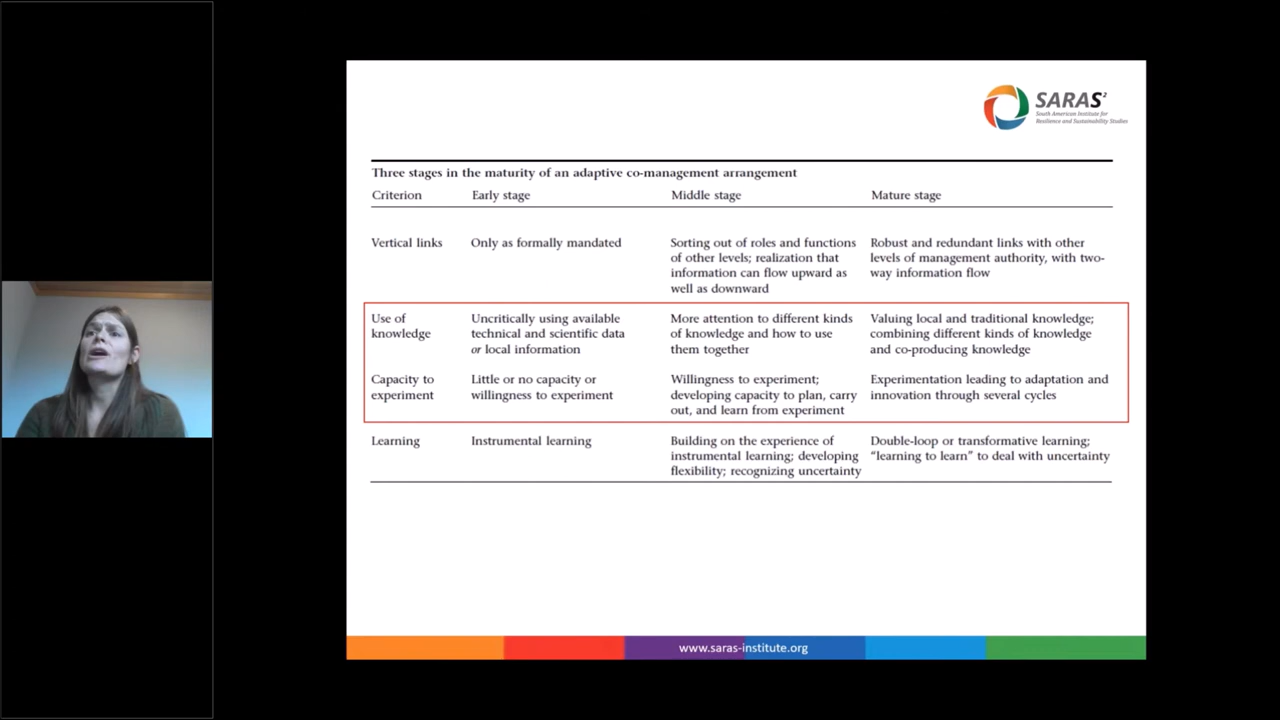 SARAS²
South American Institute for
Resilience and Sustainability Studies
Three stages in the maturity of an adaptive co-management arrangement
Criterion Early stage Middle stage Mature stage
Vertical links Only as formally mandated Sorting out of roles and functions Robust and redundant links with other
of other levels; realization that levels of management authority, with two-
information can flow upward as way information flow
well as downward
Use of Uncritically using available More attention to different kinds Valuing local and traditional knowledge;
knowledge technical and scientific data of knowledge and how to use combining different kinds of knowledge
or local information them together and co-producing knowledge
Capacity to Little or no capacity or Willingness to experiment; Experimentation leading to adaptation and
experiment willingness to experiment developing capacity to plan, carry innovation through several cycles
out, and learn from experiment
Learning Instrumental learning Building on the experience of Double-loop or transformative learning;
instrumental learning; developing “learning to learn” to deal with uncertainty
flexibility; recognizing uncertainty
www.saras-institute.org